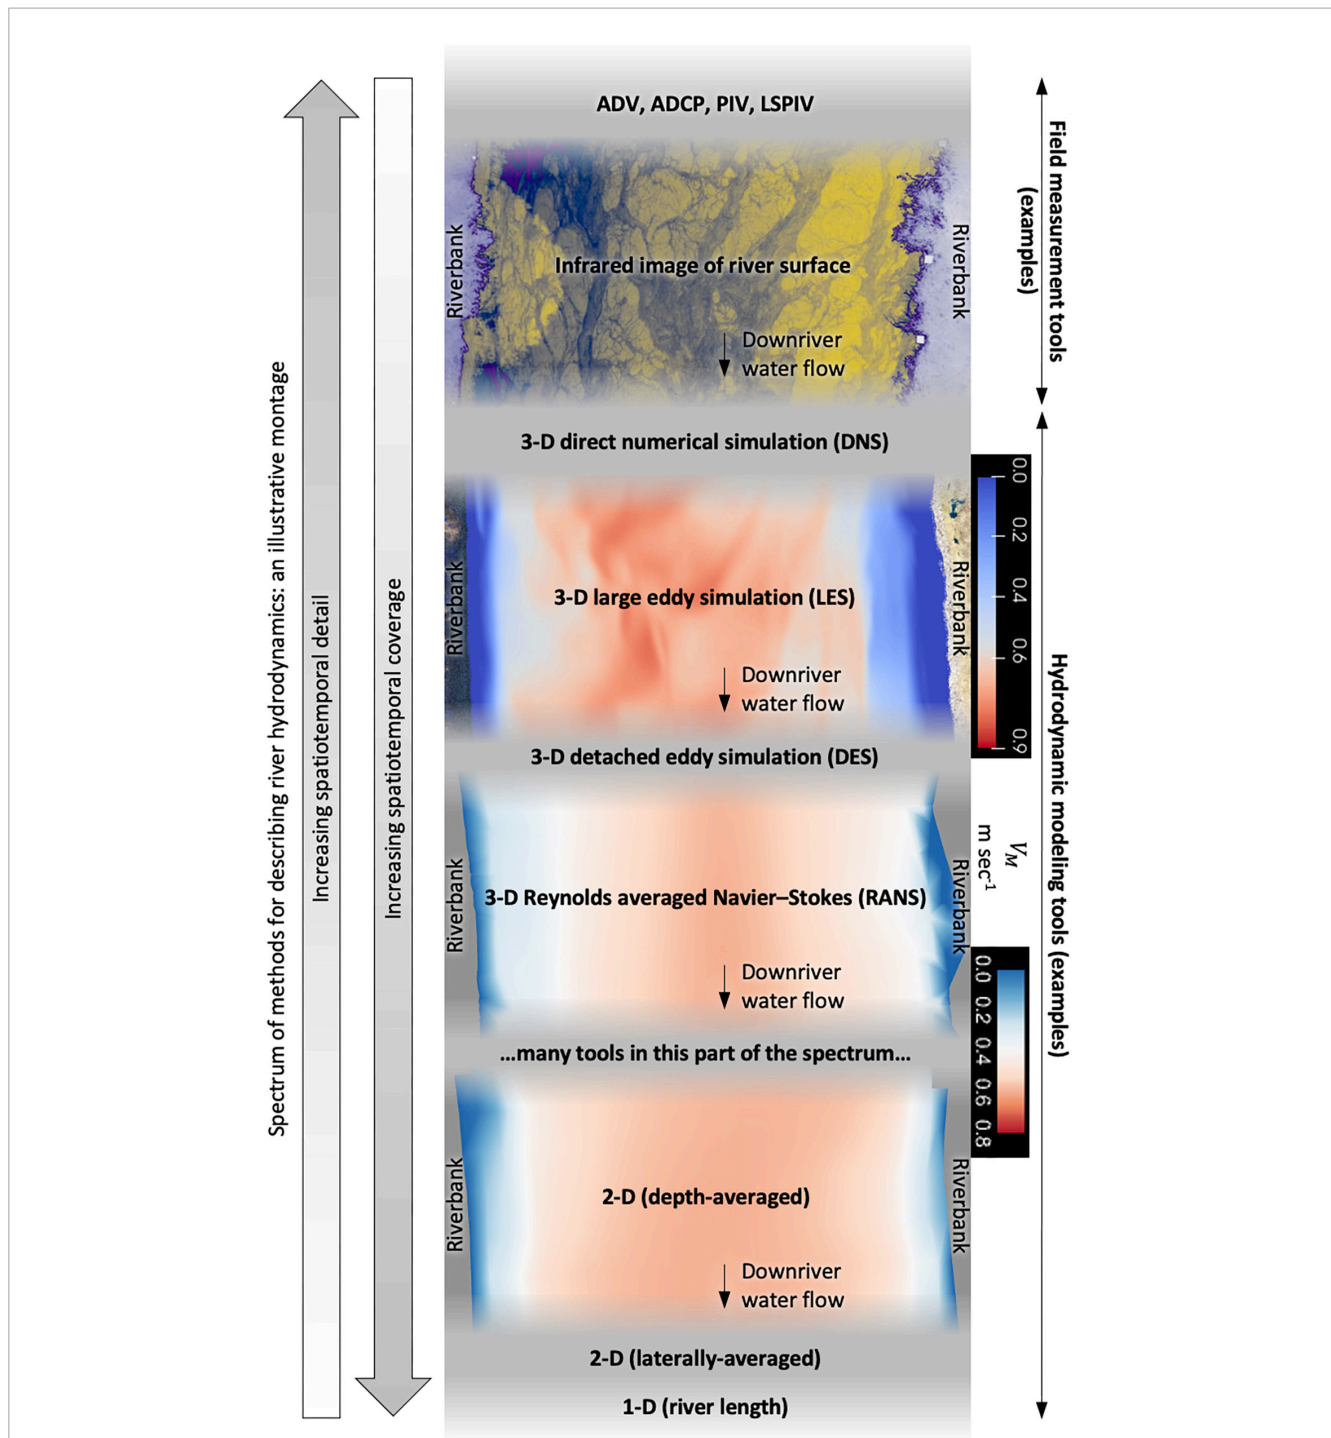 Spectrum of methods for describing river hydrodynamics: an illustrative montage
Increasing spatiotemporal detail
Increasing spatiotemporal coverage
ADV, ADCP, PIV, LSPIV
Riverbank
Infrared image of river surface
Riverbank
Downriver
water flow
Field measurement tools
(examples)
3-D direct numerical simulation (DNS)
Riverbank
3-D large eddy simulation (LES)
Riverbank
Downriver
water flow
0.0
0.2
0.4
0.6
0.9
3-D detached eddy simulation (DES)
Riverbank
3-D Reynolds averaged Navier–Stokes (RANS)
Riverbank
Downriver
water flow
V_M
m sec⁻¹
Hydrodynamic modeling tools (examples)
0.0
0.2
0.4
0.6
0.8
...many tools in this part of the spectrum...
Riverbank
2-D (depth-averaged)
Riverbank
Downriver
water flow
2-D (laterally-averaged)
1-D (river length)